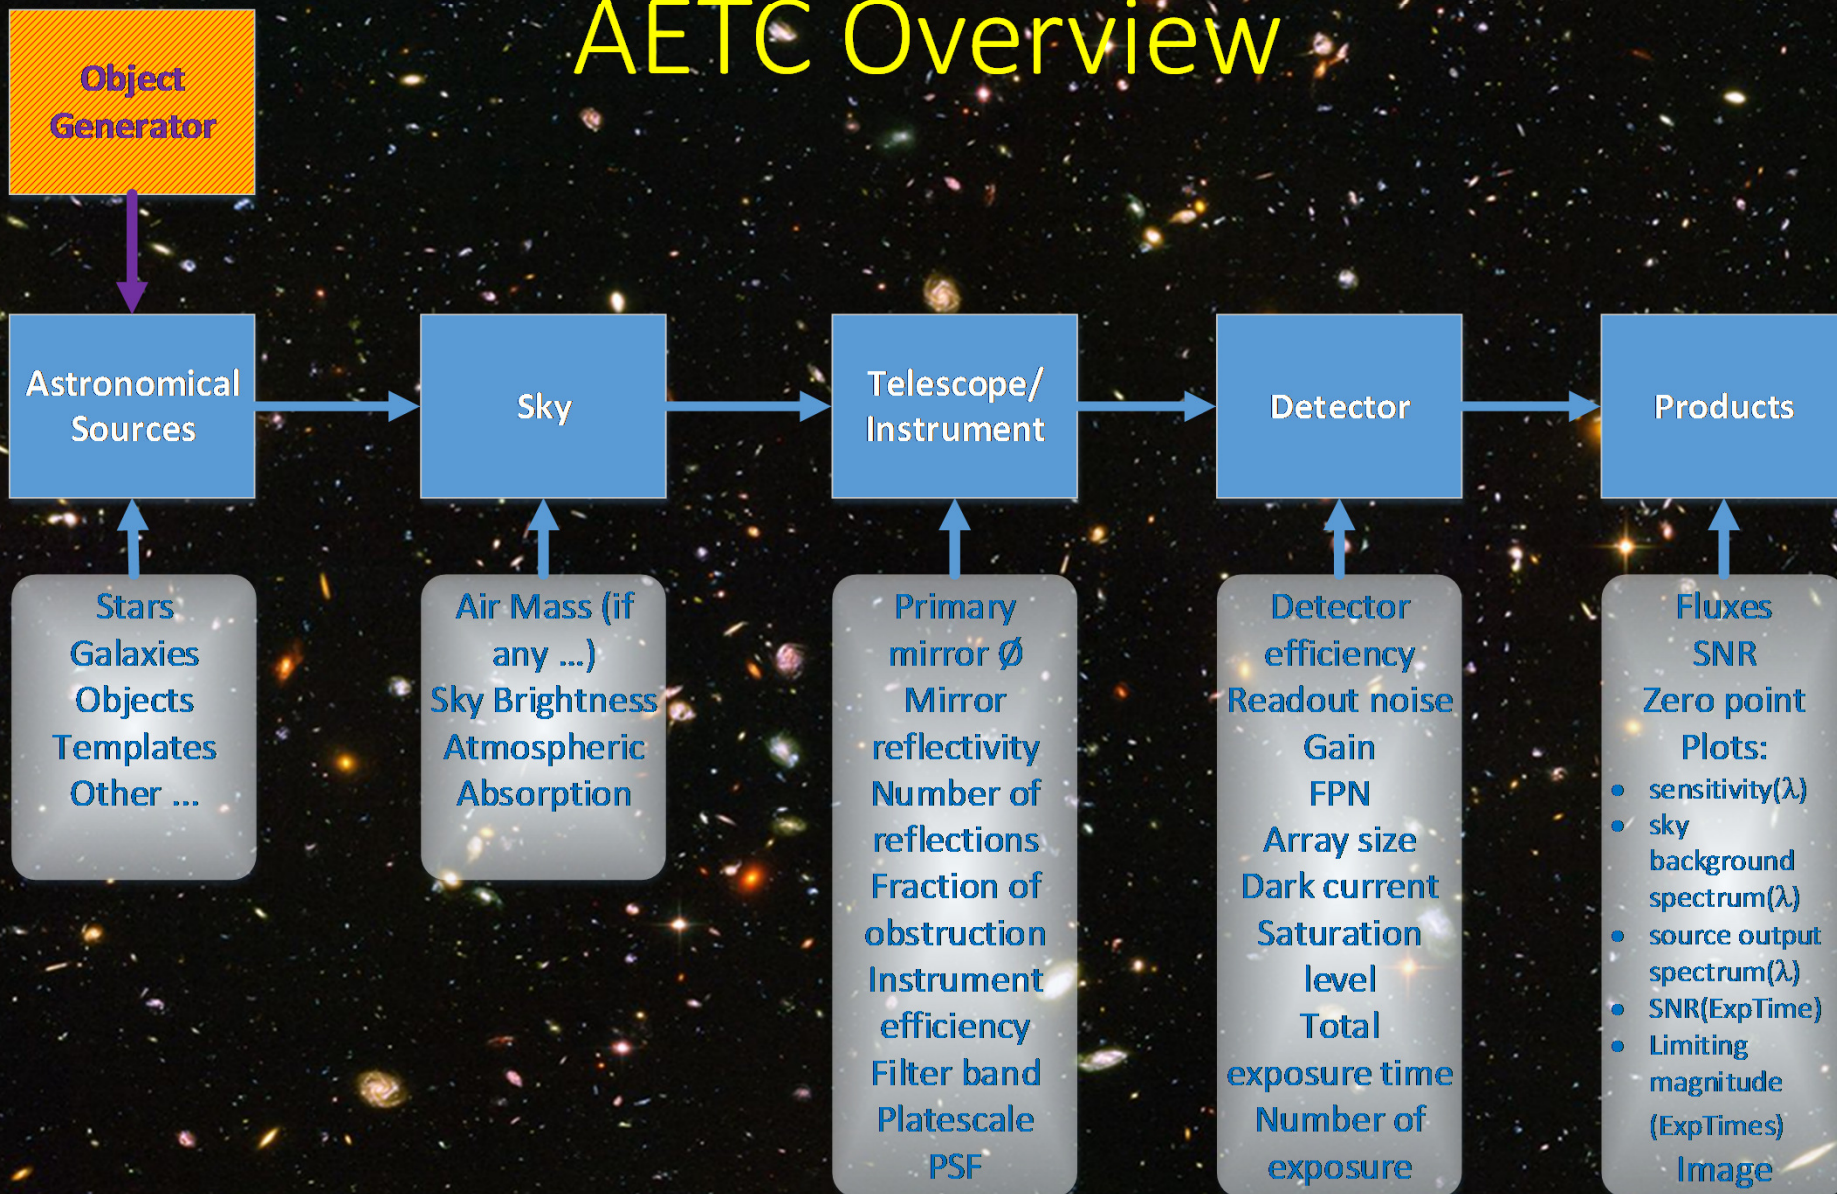 AETC Overview
Object
Generator
Astronomical
Sources
Sky
Telescope/
Instrument
Detector
Products
Stars
Galaxies
Objects
Templates
Other ...
Air Mass (if
any ...)
Sky Brightness
Atmospheric
Absorption
Primary
mirror Ø
Mirror
reflectivity
Number of
reflections
Fraction of
obstruction
Instrument
efficiency
Filter band
Platescale
PSF
Detector
efficiency
Readout noise
Gain
FPN
Array size
Dark current
Saturation
level
Total
exposure time
Number of
exposure
Fluxes
SNR
Zero point
Plots:
• sensitivity(λ)
• sky
background
spectrum(λ)
• source output
spectrum(λ)
• SNR(ExpTime)
• Limiting
magnitude
(ExpTimes)
Image